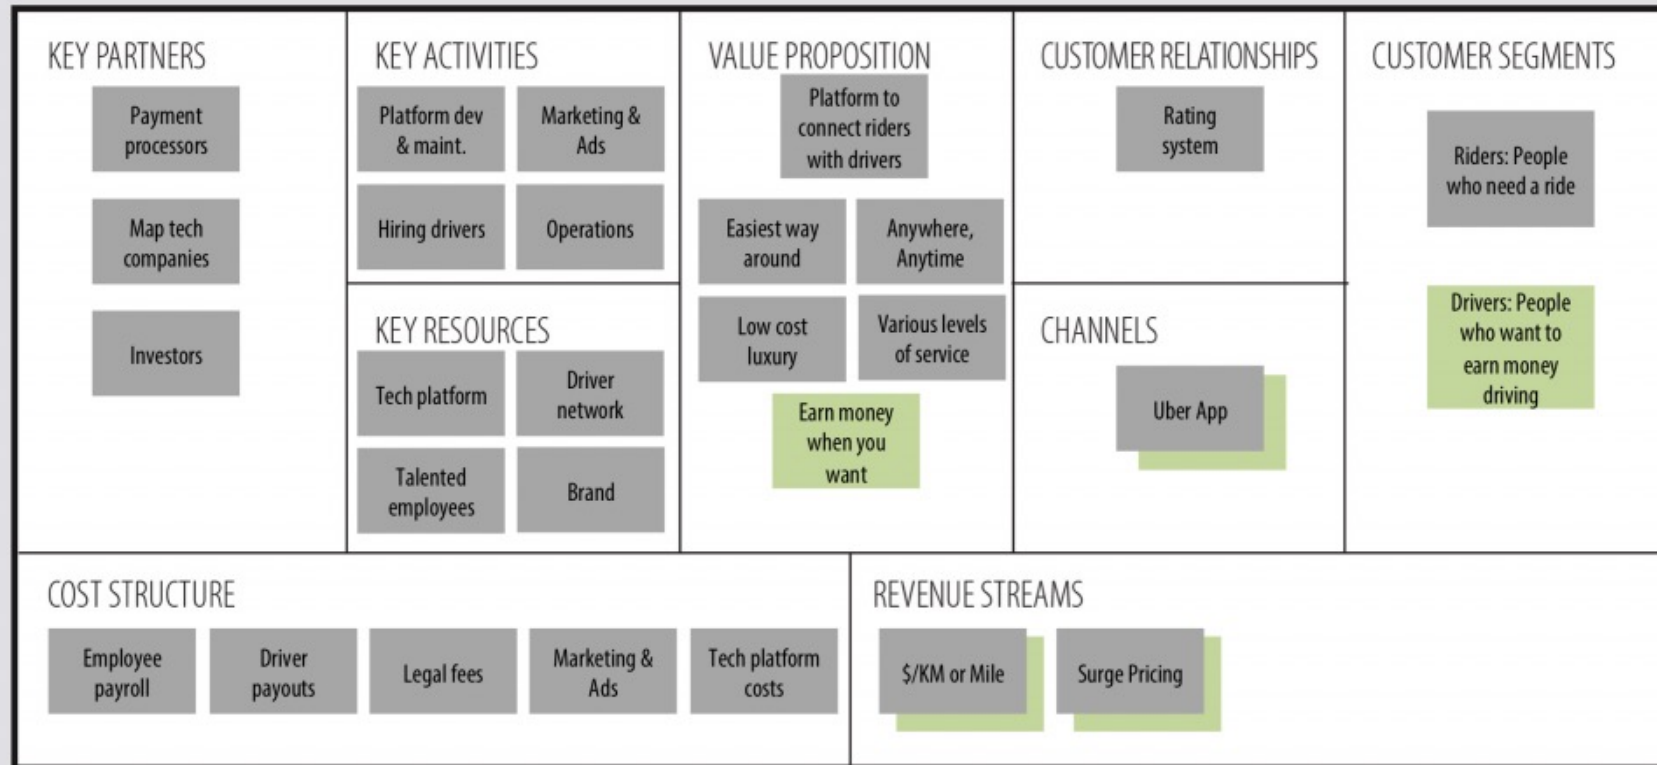 KEY PARTNERS
Payment
processors
Map tech
companies
Investors
KEY ACTIVITIES
Platform dev
& maint.
Marketing &
Ads
Hiring drivers
Operations
KEY RESOURCES
Tech platform
Driver
network
Talented
employees
Brand
VALUE PROPOSITION
Platform to
connect riders
with drivers
Easiest way
around
Anywhere,
Anytime
Low cost
luxury
Various levels
of service
Earn money
when you
want
CUSTOMER RELATIONSHIPS
Rating
system
CHANNELS
Uber App
CUSTOMER SEGMENTS
Riders: People
who need a ride
Drivers: People
who want to
earn money
driving
COST STRUCTURE
Employee
payroll
Driver
payouts
Legal fees
Marketing &
Ads
Tech platform
costs
REVENUE STREAMS
$/KM or Mile
Surge Pricing